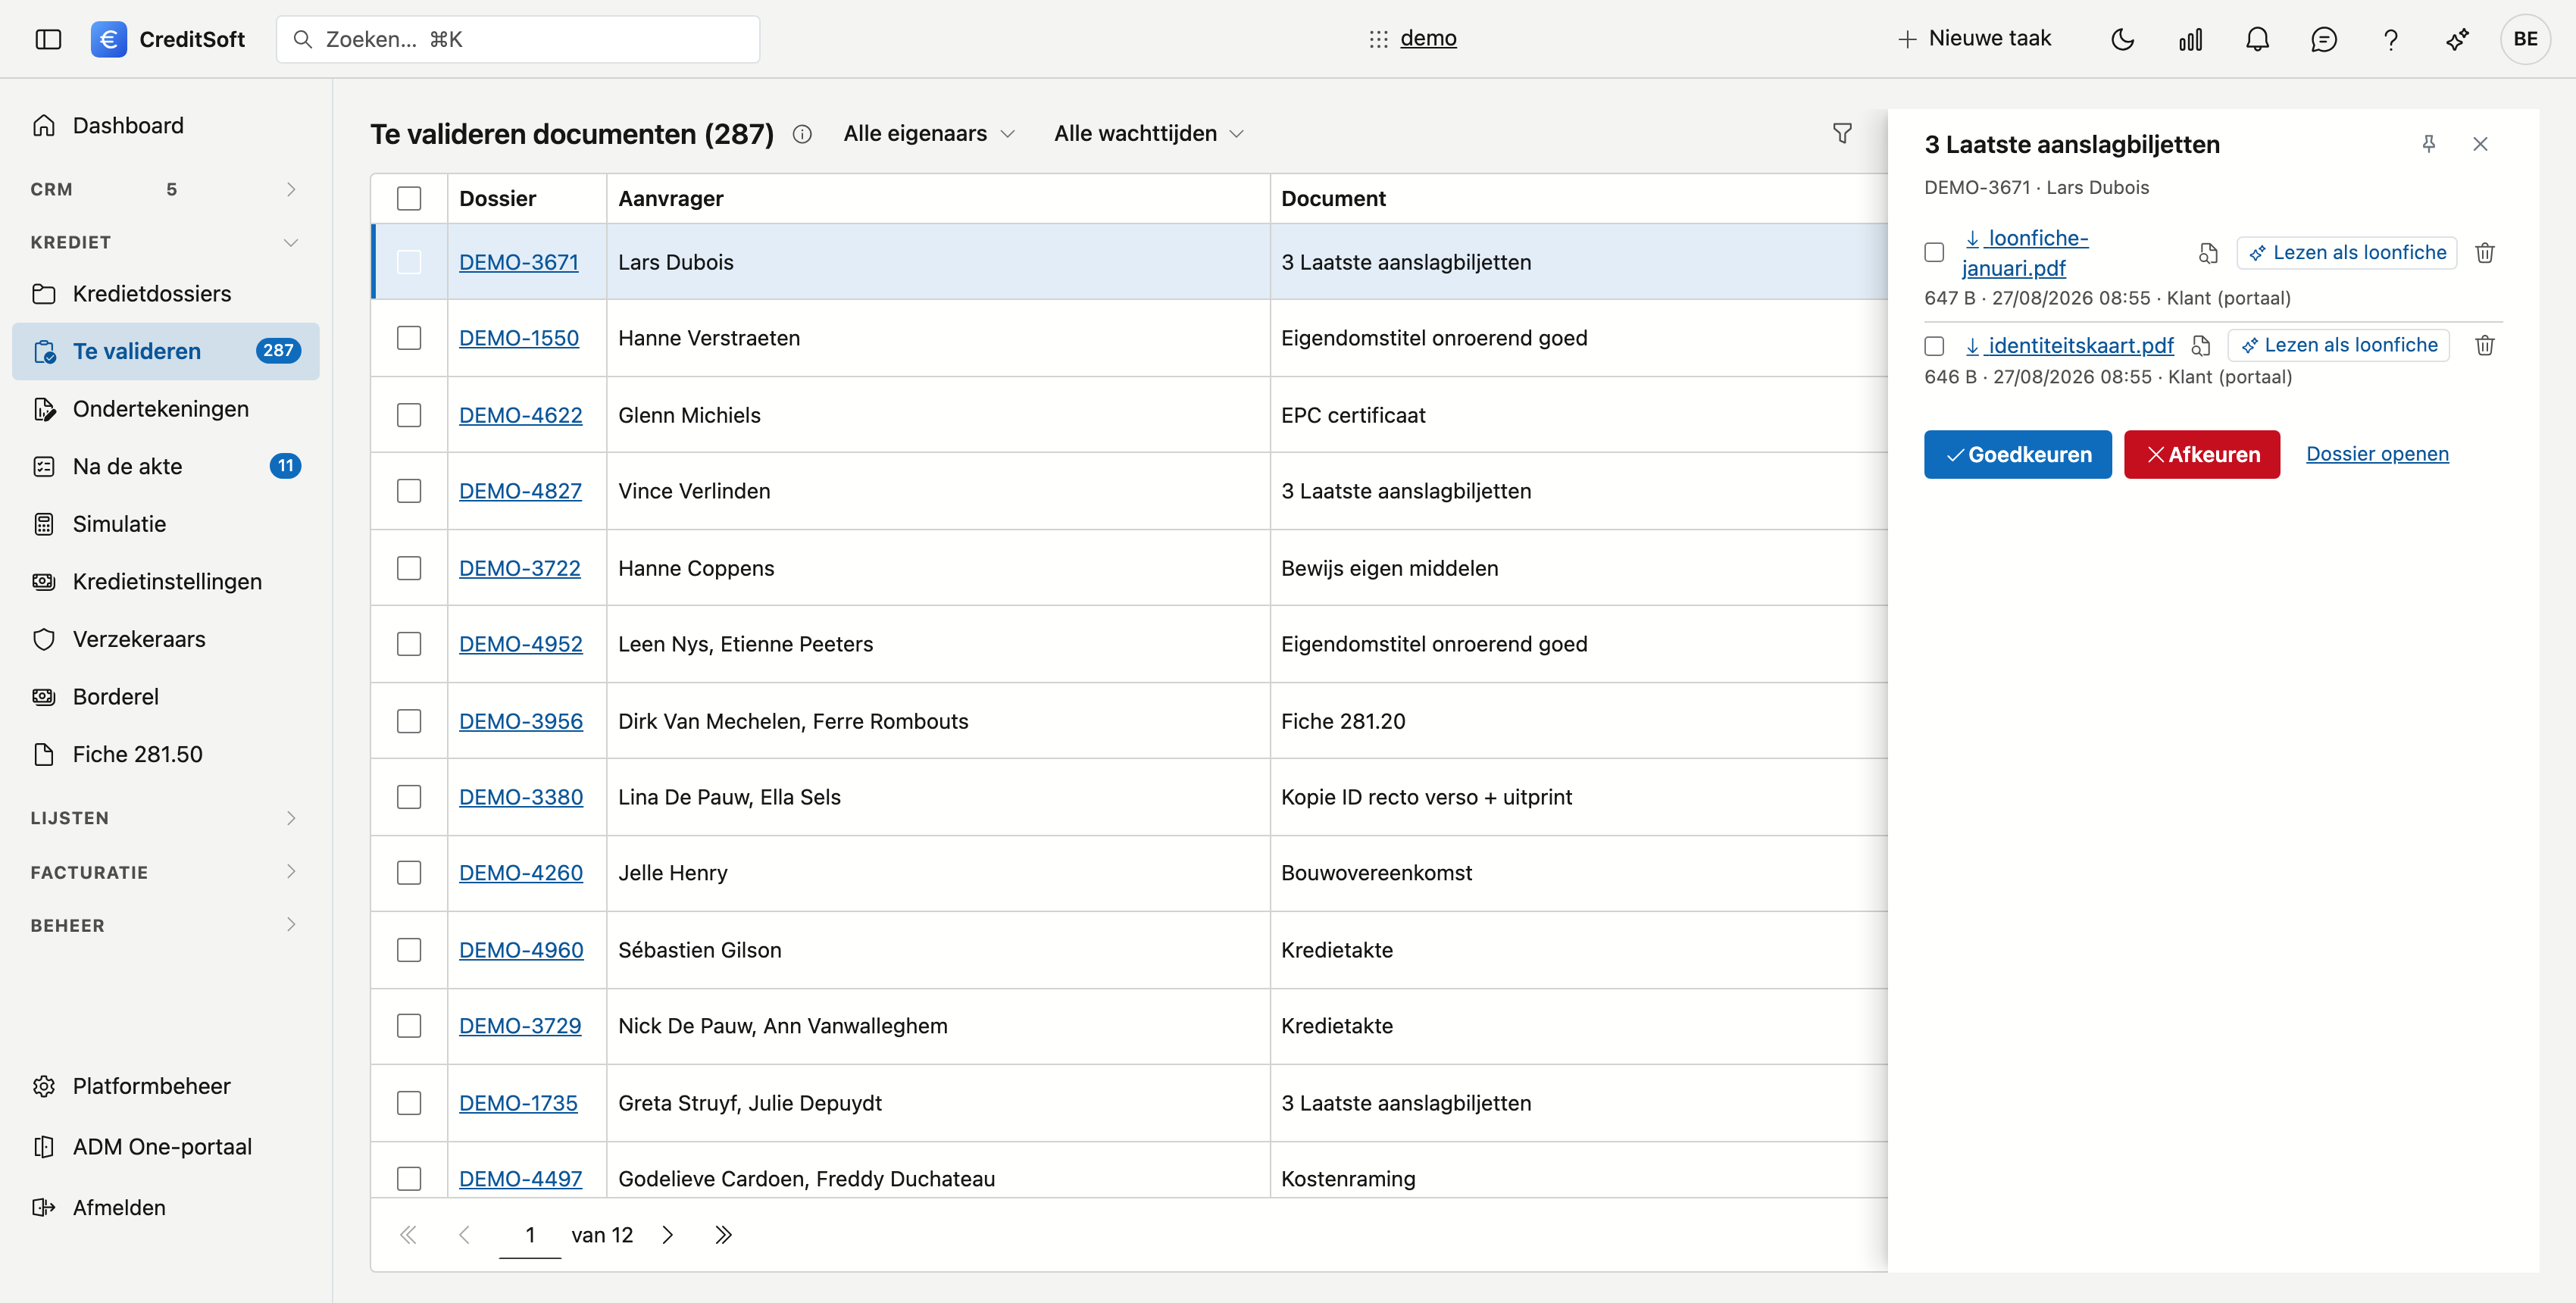 € CreditSoft
Zoeken... ⌘K
demo
Nieuwe taak
BE
Dashboard
CRM 5
KREDIET
Kredietdossiers
Te valideren 287
Ondertekeningen
Na de akte 11
Simulatie
Kredietinstellingen
Verzekeraars
Borderel
Fiche 281.50
LIJSTEN
FACTURATIE
BEHEER
Platformbeheer
ADM One-portaal
Afmelden
Te valideren documenten (287) Alle eigenaars Alle wachttijden
Dossier Aanvrager Document
DEMO-3671 Lars Dubois 3 Laatste aanslagbiljetten
DEMO-1550 Hanne Verstraeten Eigendomstitel onroerend goed
DEMO-4622 Glenn Michiels EPC certificaat
DEMO-4827 Vince Verlinden 3 Laatste aanslagbiljetten
DEMO-3722 Hanne Coppens Bewijs eigen middelen
DEMO-4952 Leen Nys, Etienne Peeters Eigendomstitel onroerend goed
DEMO-3956 Dirk Van Mechelen, Ferre Rombouts Fiche 281.20
DEMO-3380 Lina De Pauw, Ella Sels Kopie ID recto verso + uitprint
DEMO-4260 Jelle Henry Bouwovereenkomst
DEMO-4960 Sébastien Gilson Kredietakte
DEMO-3729 Nick De Pauw, Ann Vanwalleghem Kredietakte
DEMO-1735 Greta Struyf, Julie Depuydt 3 Laatste aanslagbiljetten
DEMO-4497 Godelieve Cardoen, Freddy Duchateau Kostenraming
1 van 12
3 Laatste aanslagbiljetten
DEMO-3671 · Lars Dubois
loonfiche-
januari.pdf
Lezen als loonfiche
647 B · 27/08/2026 08:55 · Klant (portaal)
identiteitskaart.pdf Lezen als loonfiche
646 B · 27/08/2026 08:55 · Klant (portaal)
Goedkeuren Afkeuren Dossier openen